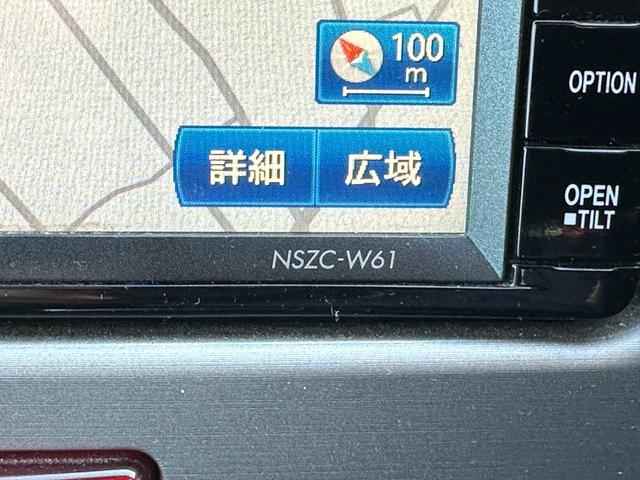 100
m
OPTION
詳細
広域
OPEN
■TILT
NSZC-W61